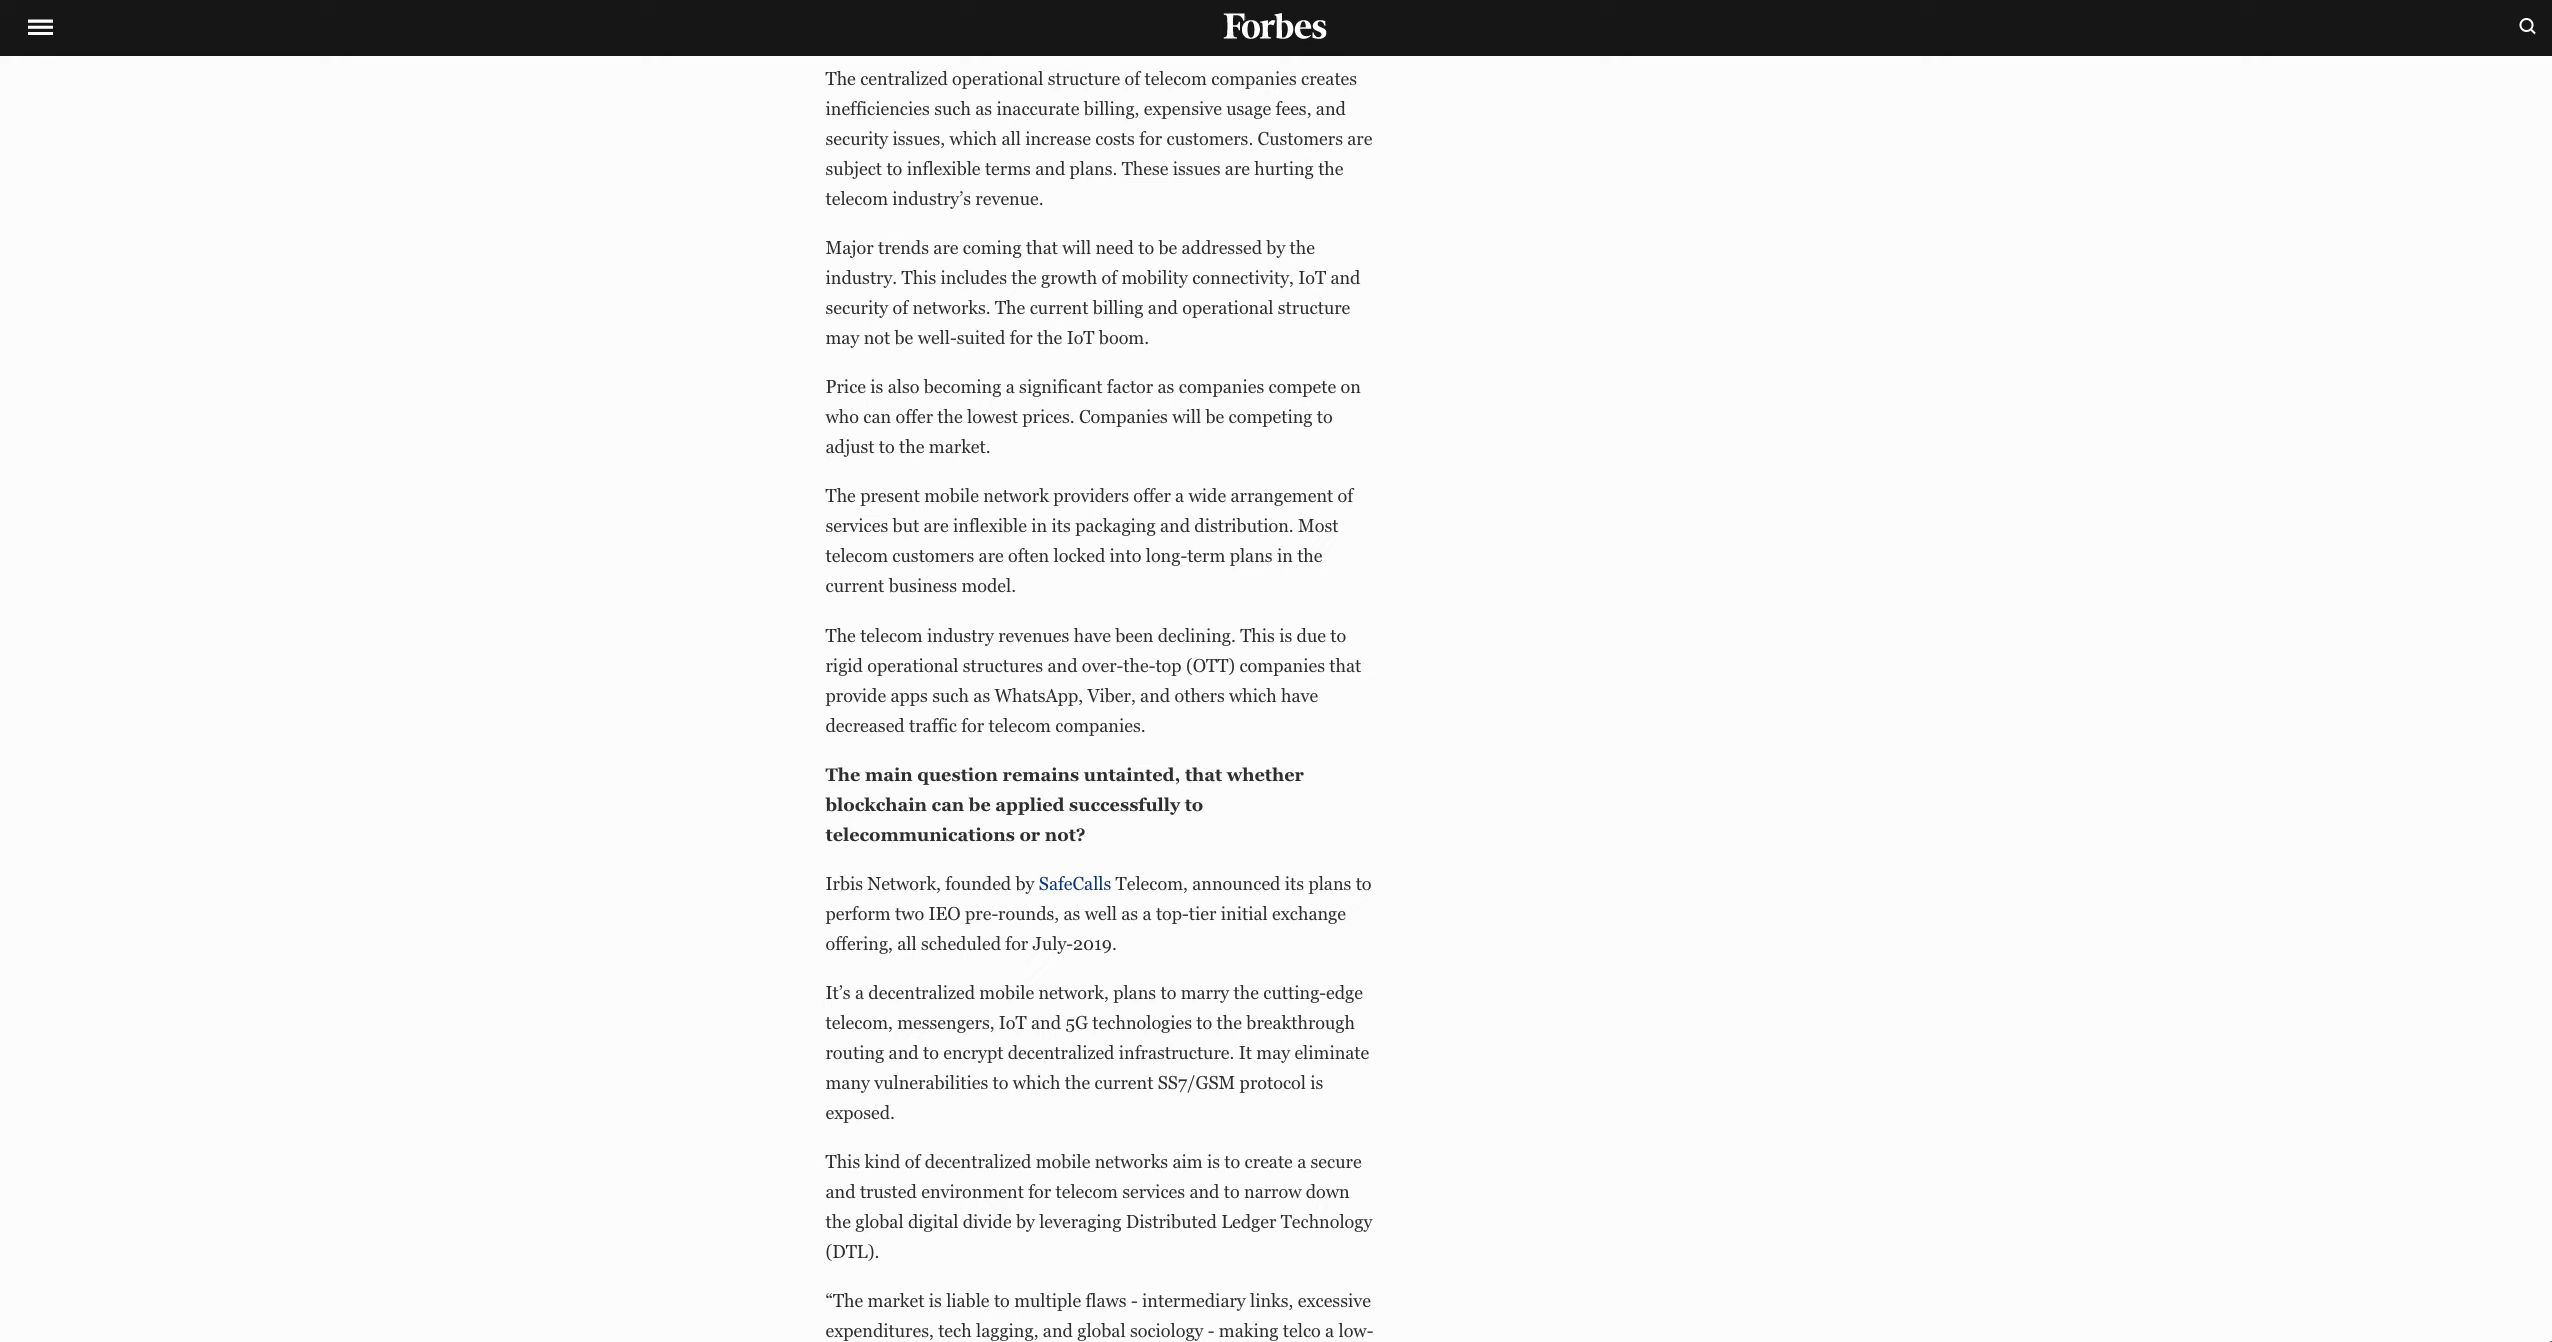 Forbes
The centralized operational structure of telecom companies creates
inefficiencies such as inaccurate billing, expensive usage fees, and
security issues, which all increase costs for customers. Customers are
subject to inflexible terms and plans. These issues are hurting the
telecom industry’s revenue.
Major trends are coming that will need to be addressed by the
industry. This includes the growth of mobility connectivity, IoT and
security of networks. The current billing and operational structure
may not be well-suited for the IoT boom.
Price is also becoming a significant factor as companies compete on
who can offer the lowest prices. Companies will be competing to
adjust to the market.
The present mobile network providers offer a wide arrangement of
services but are inflexible in its packaging and distribution. Most
telecom customers are often locked into long-term plans in the
current business model.
The telecom industry revenues have been declining. This is due to
rigid operational structures and over-the-top (OTT) companies that
provide apps such as WhatsApp, Viber, and others which have
decreased traffic for telecom companies.
The main question remains untainted, that whether
blockchain can be applied successfully to
telecommunications or not?
Irbis Network, founded by SafeCalls Telecom, announced its plans to
perform two IEO pre-rounds, as well as a top-tier initial exchange
offering, all scheduled for July-2019.
It’s a decentralized mobile network, plans to marry the cutting-edge
telecom, messengers, IoT and 5G technologies to the breakthrough
routing and to encrypt decentralized infrastructure. It may eliminate
many vulnerabilities to which the current SS7/GSM protocol is
exposed.
This kind of decentralized mobile networks aim is to create a secure
and trusted environment for telecom services and to narrow down
the global digital divide by leveraging Distributed Ledger Technology
(DTL).
“The market is liable to multiple flaws - intermediary links, excessive
expenditures, tech lagging, and global sociology - making telco a low-